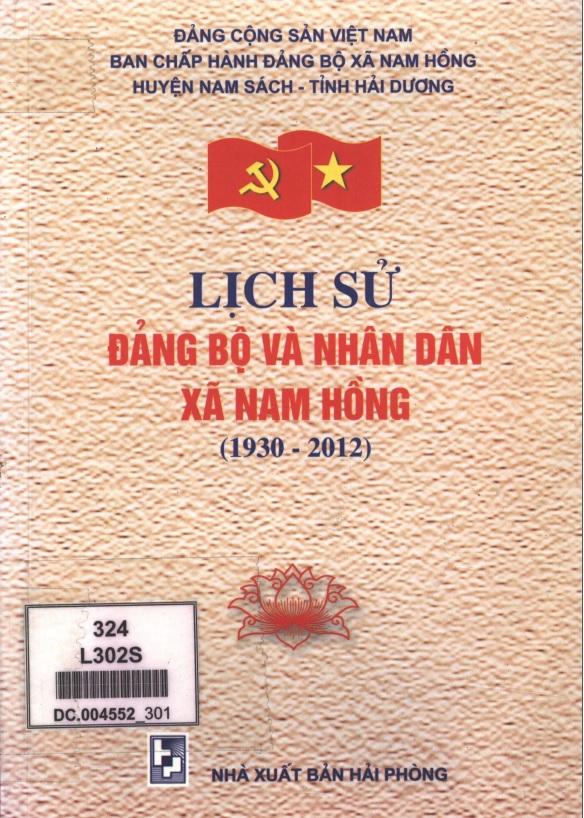 ĐẢNG CỘNG SẢN VIỆT NAM
BAN CHẤP HÀNH ĐẢNG BỘ XÃ NAM HỒNG
HUYỆN NAM SÁCH - TỈNH HẢI DƯƠNG
LỊCH SỬ
ĐẢNG BỘ VÀ NHÂN DÂN
XÃ NAM HỒNG
(1930 - 2012)
324
L302S
DC.004552_301
NHÀ XUẤT BẢN HẢI PHÒNG